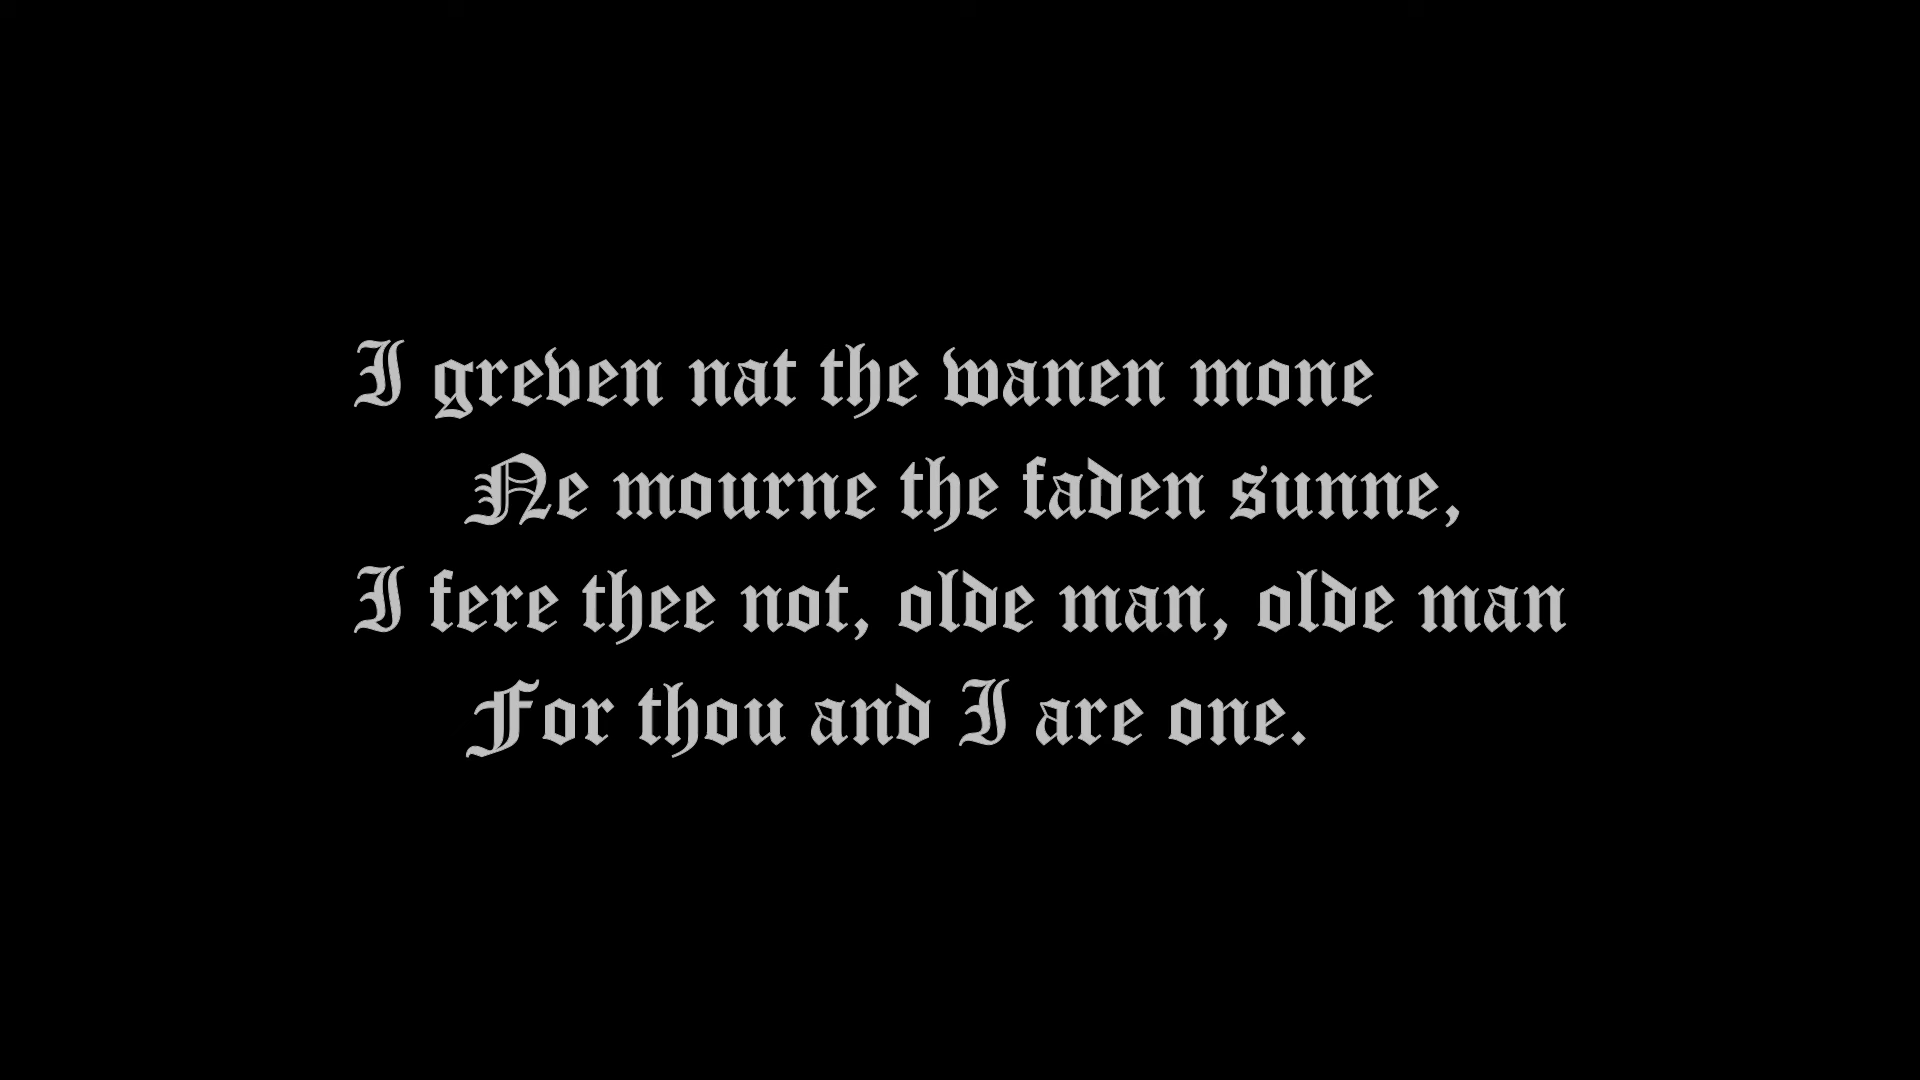 I greven nat the wanen mone
Ne mourne the faden sunne,
I fere thee not, olde man, olde man
For thou and I are one.